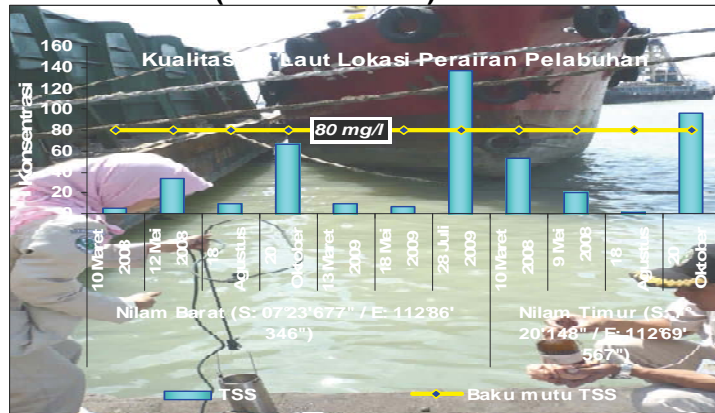 Kualitas Air Laut Lokasi Perairan Pelabuhan
Konsentrasi
160
140
120
100
80
60
40
20
0
80 mg/l
10 Maret 2008
12 Mei 2008
18 Agustus
20 Oktober
13 Maret 2009
18 Mei 2009
28 Juli 2009
10 Maret 2008
9 Mei 2008
18 Agustus
20 Oktober
Nilam Barat (S: 07°23'677" / E: 112°86'
346")
Nilam Timur (S:
20'148" / E: 112°69'
567")
TSS
Baku mutu TSS